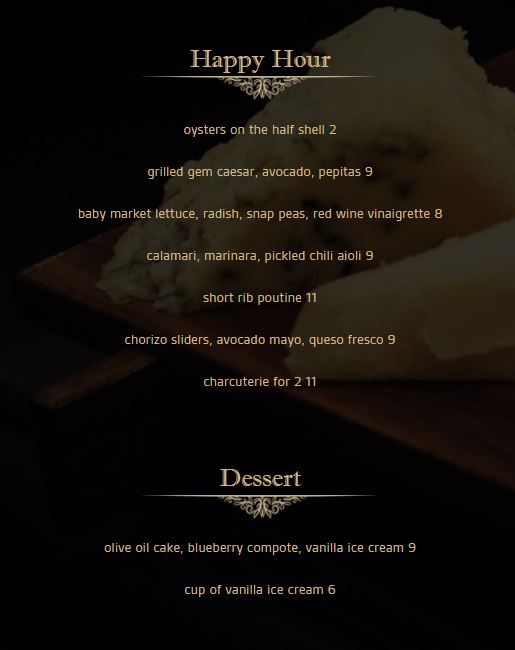 Happy Hour
oysters on the half shell 2
grilled gem caesar, avocado, pepitas 9
baby market lettuce, radish, snap peas, red wine vinaigrette 8
calamari, marinara, pickled chili aioli 9
short rib poutine 11
chorizo sliders, avocado mayo, queso fresco 9
charcuterie for 2 11
Dessert
olive oil cake, blueberry compote, vanilla ice cream 9
cup of vanilla ice cream 6